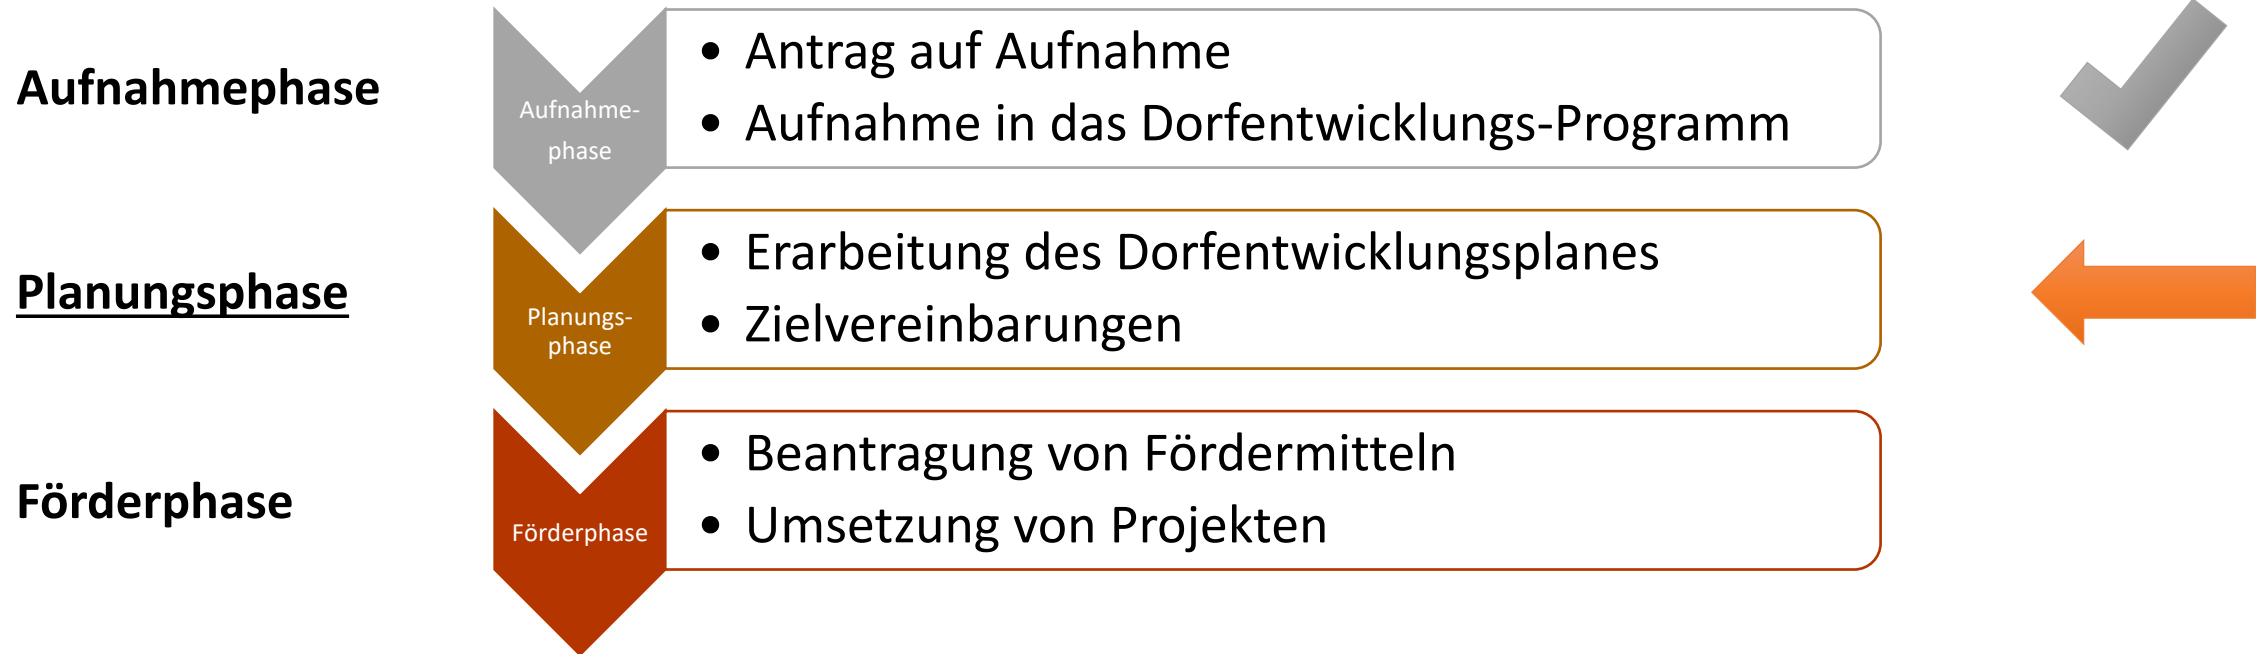 Aufnahmephase
Aufnahme-
phase
• Antrag auf Aufnahme
• Aufnahme in das Dorfentwicklungs-Programm
Planungsphase
Planungs-
phase
• Erarbeitung des Dorfentwicklungsplanes
• Zielvereinbarungen
Förderphase
Förderphase
• Beantragung von Fördermitteln
• Umsetzung von Projekten